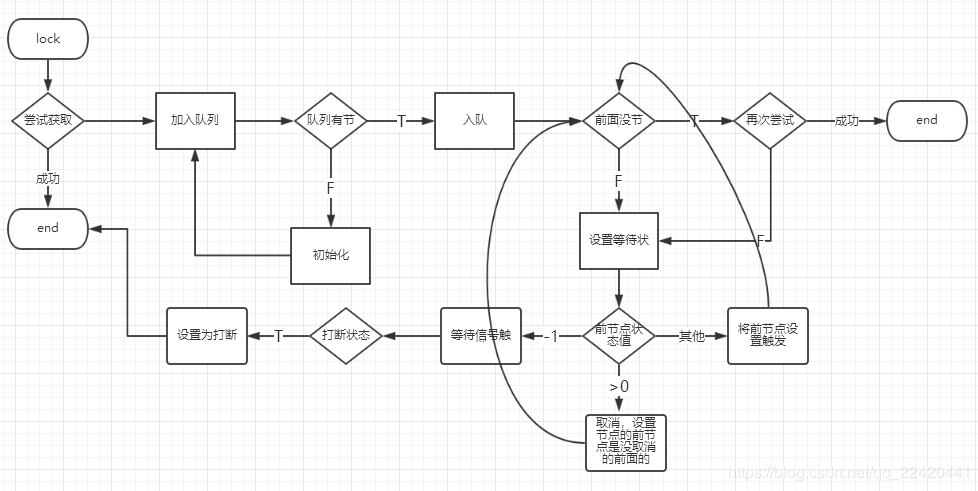 lock
尝试获取
成功
end
加入队列
队列有节
T
F
初始化
入队
前面没节
T
F
再次尝试
成功
end
F
设置等待状
前节点状
态值
-1
其他
>0
将前节点设
置触发
等待信号触
打断状态
T
设置为打断
取消，设置
节点的前节
点是没取消
的前面的
https://blog.csdn.net/qq_22420441